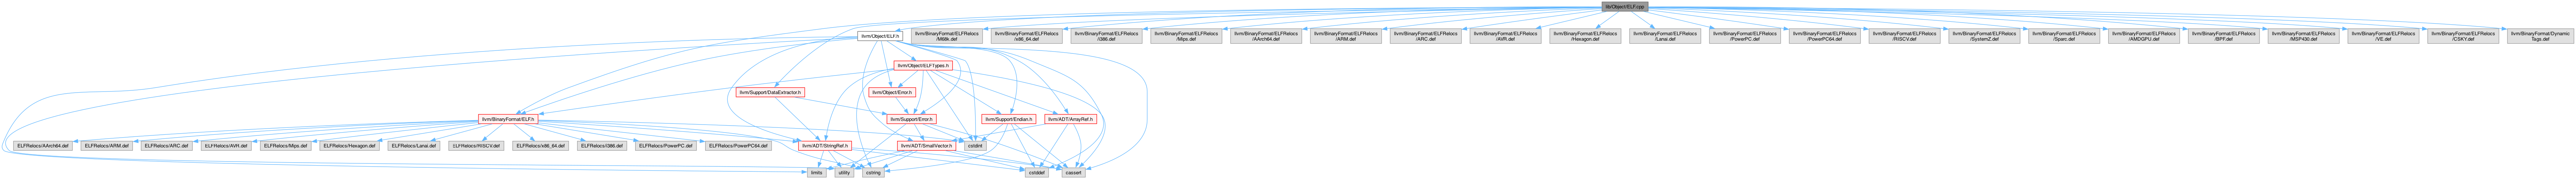 lib/Object/ELF.cpp
llvm/Object/ELF.h
llvm/BinaryFormat/ELFRelocs
/M68k.def
llvm/BinaryFormat/ELFRelocs
/x86_64.def
llvm/BinaryFormat/ELFRelocs
/i386.def
llvm/BinaryFormat/ELFRelocs
/Mips.def
llvm/BinaryFormat/ELFRelocs
/AArch64.def
llvm/BinaryFormat/ELFRelocs
/ARM.def
llvm/BinaryFormat/ELFRelocs
/ARC.def
llvm/BinaryFormat/ELFRelocs
/AVR.def
llvm/BinaryFormat/ELFRelocs
/Hexagon.def
llvm/BinaryFormat/ELFRelocs
/Lanai.def
llvm/BinaryFormat/ELFRelocs
/PowerPC.def
llvm/BinaryFormat/ELFRelocs
/PowerPC64.def
llvm/BinaryFormat/ELFRelocs
/RISCV.def
llvm/BinaryFormat/ELFRelocs
/SystemZ.def
llvm/BinaryFormat/ELFRelocs
/Sparc.def
llvm/BinaryFormat/ELFRelocs
/AMDGPU.def
llvm/BinaryFormat/ELFRelocs
/BPF.def
llvm/BinaryFormat/ELFRelocs
/MSP430.def
llvm/BinaryFormat/ELFRelocs
/VE.def
llvm/BinaryFormat/ELFRelocs
/CSKY.def
llvm/BinaryFormat/Dynamic
Tags.def
llvm/Object/ELFTypes.h
llvm/Support/DataExtractor.h
llvm/Object/Error.h
llvm/BinaryFormat/ELF.h
llvm/Support/Error.h
llvm/Support/Endian.h
llvm/ADT/ArrayRef.h
ELFRelocs/AArch64.def
ELFRelocs/ARM.def
ELFRelocs/ARC.def
ELFRelocs/AVR.def
ELFRelocs/Mips.def
ELFRelocs/Hexagon.def
ELFRelocs/Lanai.def
ELFRelocs/RISCV.def
ELFRelocs/x86_64.def
ELFRelocs/i386.def
ELFRelocs/PowerPC.def
ELFRelocs/PowerPC64.def
llvm/ADT/StringRef.h
llvm/ADT/SmallVector.h
cstdint
limits
utility
cstring
cstddef
cassert